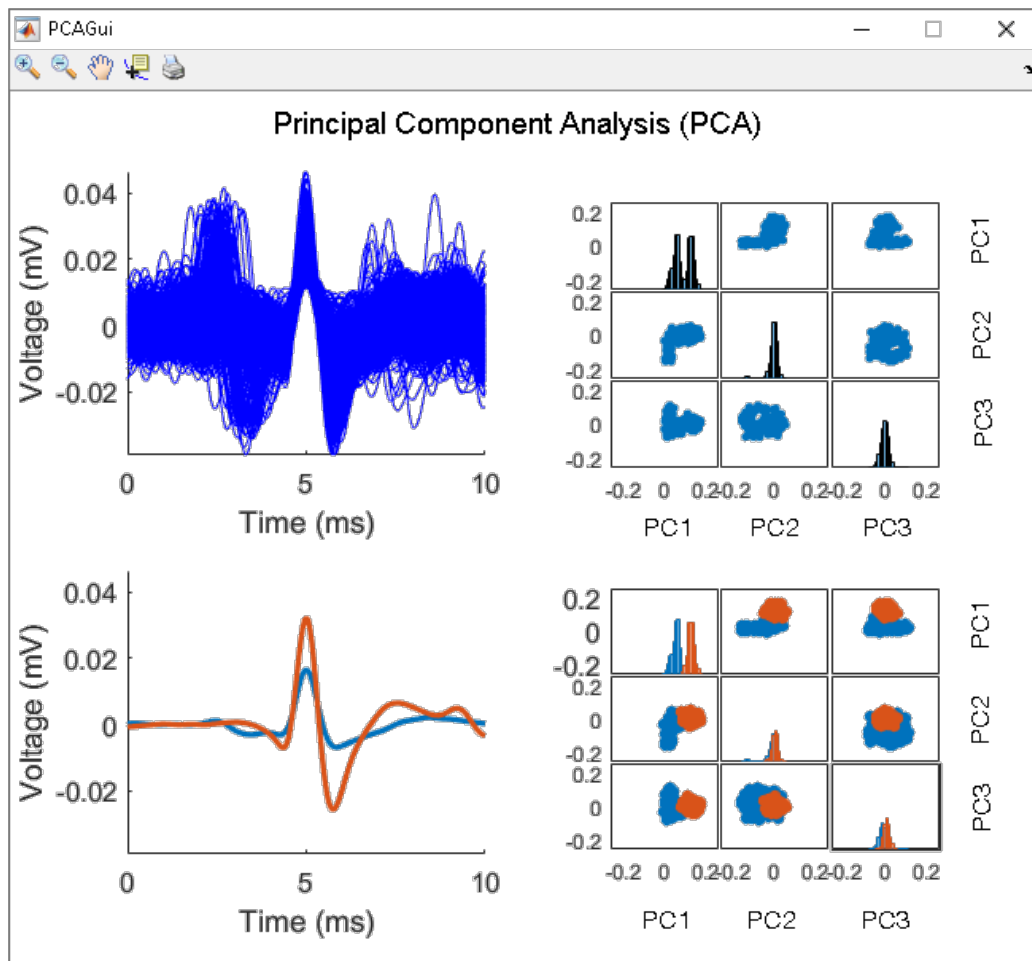 PCAGui
Principal Component Analysis (PCA)
0.04
0.02
0
-0.02
Voltage (mV)
0
5
10
Time (ms)
0.2
0
-0.2
0.2
0
-0.2
0.2
0
-0.2
PC1
PC2
PC3
-0.2 0 0.2 -0.2 0 0.2 -0.2 0 0.2
PC1 PC2 PC3
0.04
0.02
0
-0.02
Voltage (mV)
0
5
10
Time (ms)
0.2
0
-0.2
0.2
0
-0.2
0.2
0
-0.2
PC1
PC2
PC3
-0.2 0 0.2 -0.2 0 0.2 -0.2 0 0.2
PC1 PC2 PC3